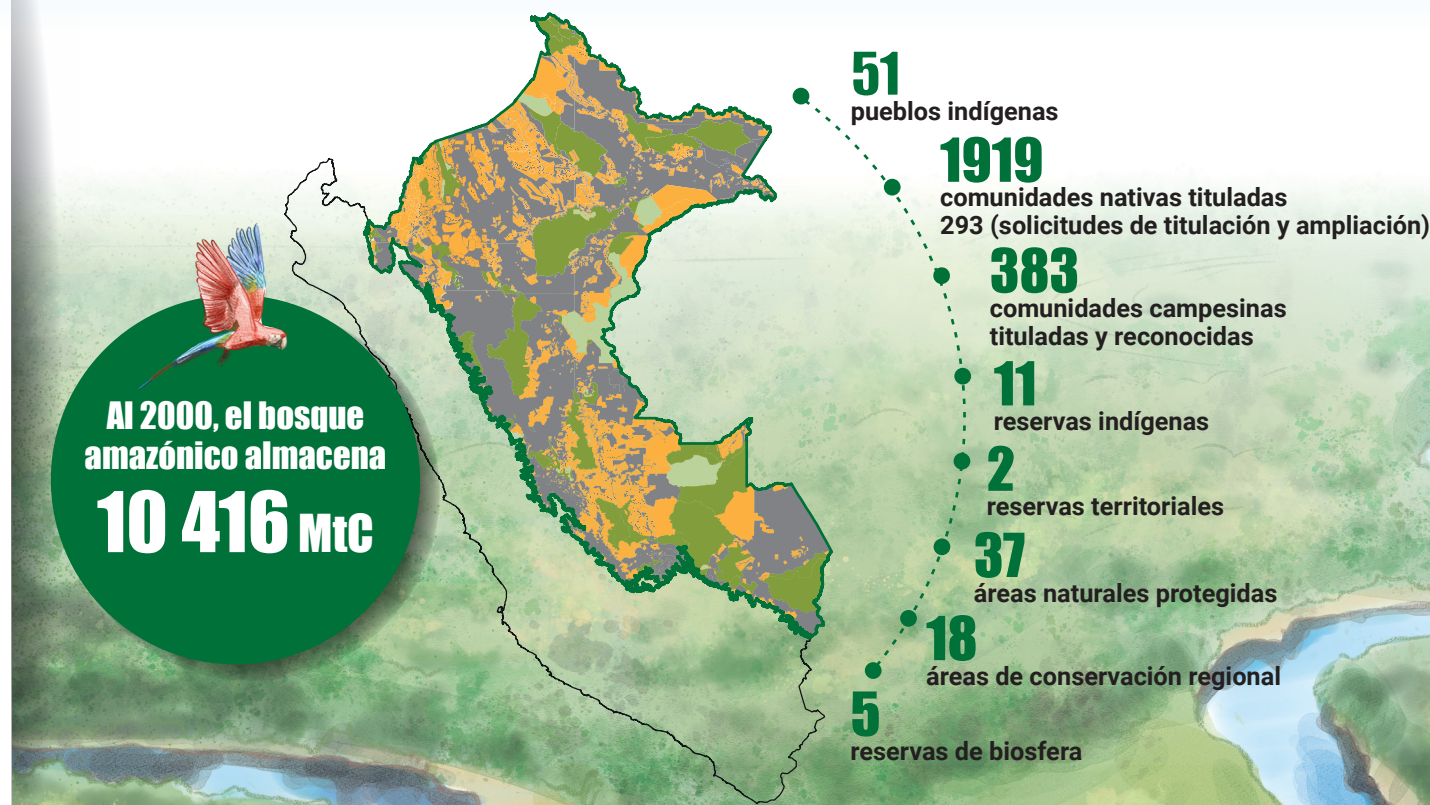 51
pueblos indígenas
1919
comunidades nativas tituladas
293 (solicitudes de titulación y ampliación)
383
comunidades campesinas
tituladas y reconocidas
11
reservas indígenas
2
reservas territoriales
37
áreas naturales protegidas
18
áreas de conservación regional
5
reservas de biosfera
Al 2000, el bosque
amazónico almacena
10 416 MtC